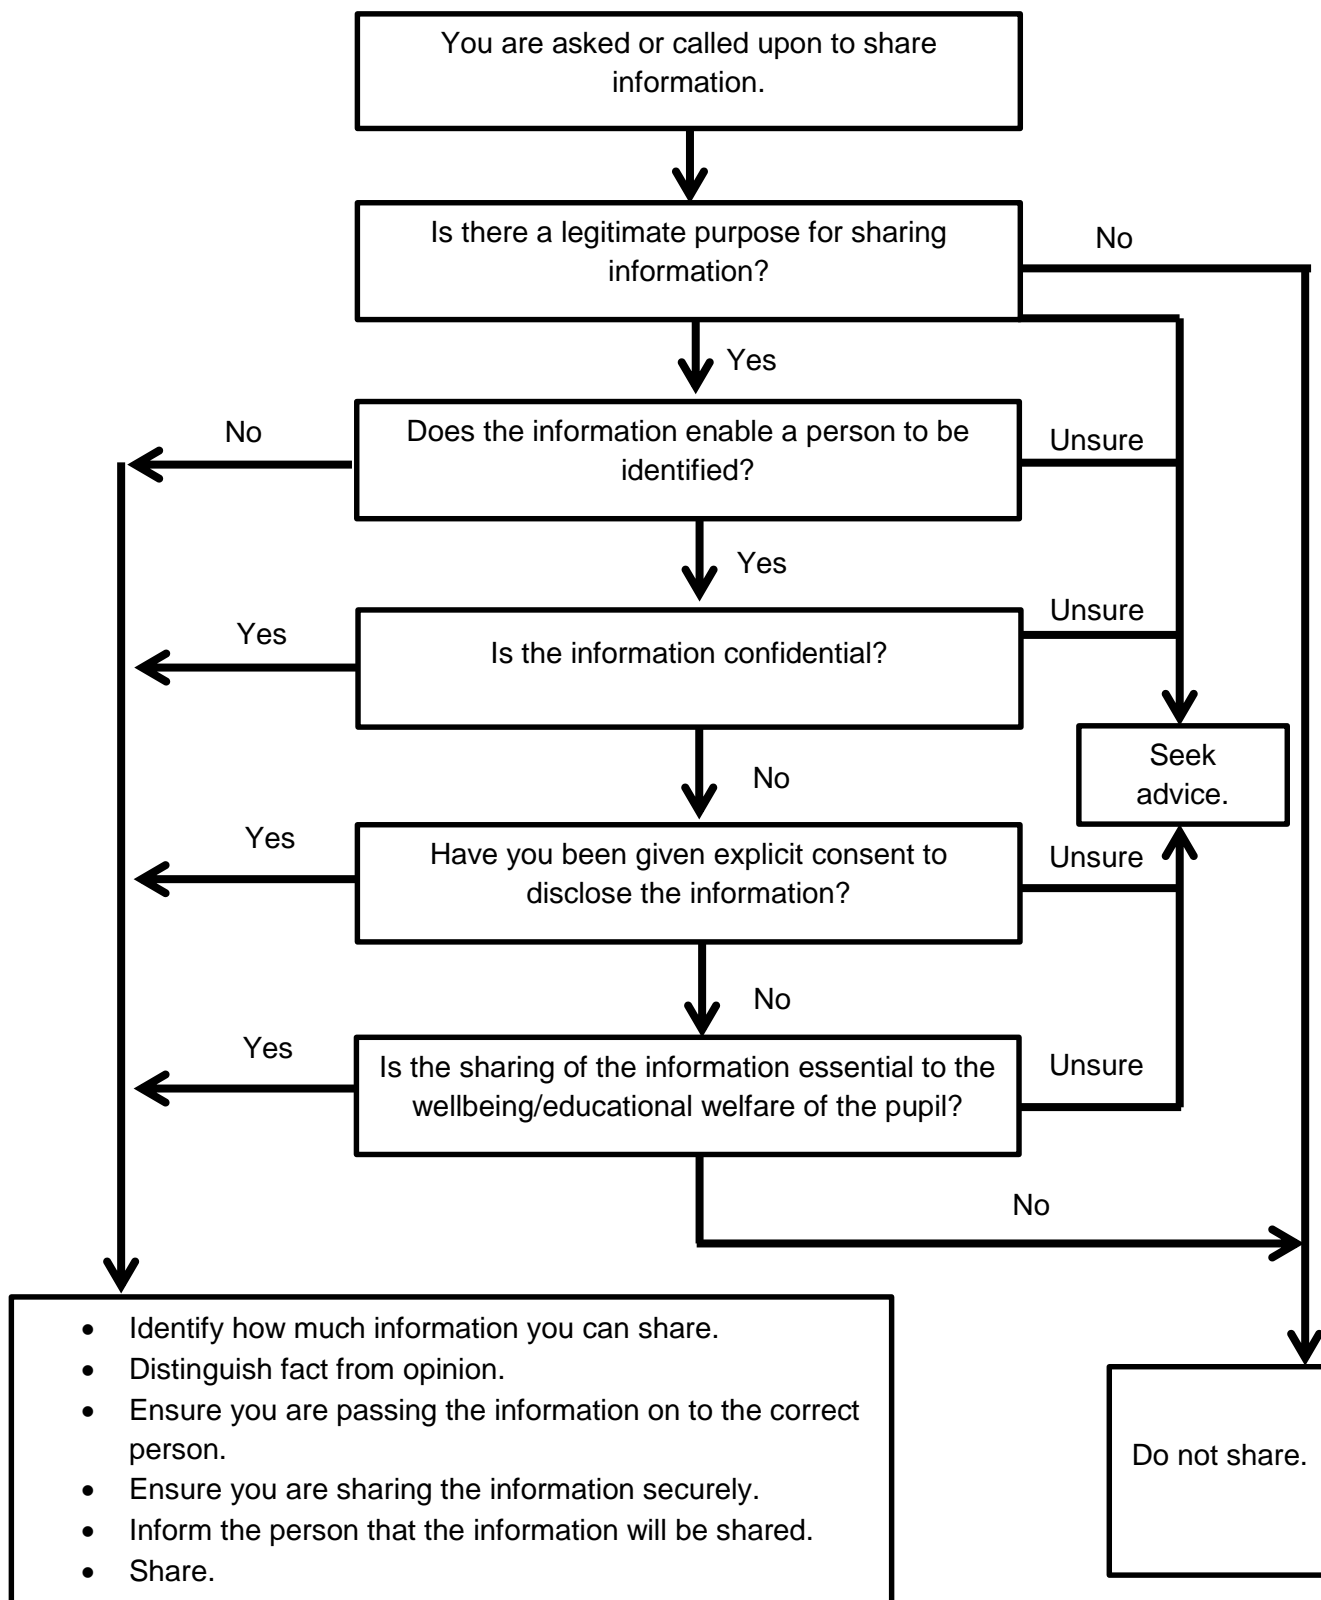 You are asked or called upon to share
information.
Is there a legitimate purpose for sharing
information?
No
Yes
No
Does the information enable a person to be
identified?
Unsure
Yes
Yes
Is the information confidential?
Unsure
Seek
advice.
No
Yes
Have you been given explicit consent to
disclose the information?
Unsure
No
Yes
Is the sharing of the information essential to the
wellbeing/educational welfare of the pupil?
Unsure
No
• Identify how much information you can share.
• Distinguish fact from opinion.
• Ensure you are passing the information on to the correct
person.
• Ensure you are sharing the information securely.
• Inform the person that the information will be shared.
• Share.
Do not share.